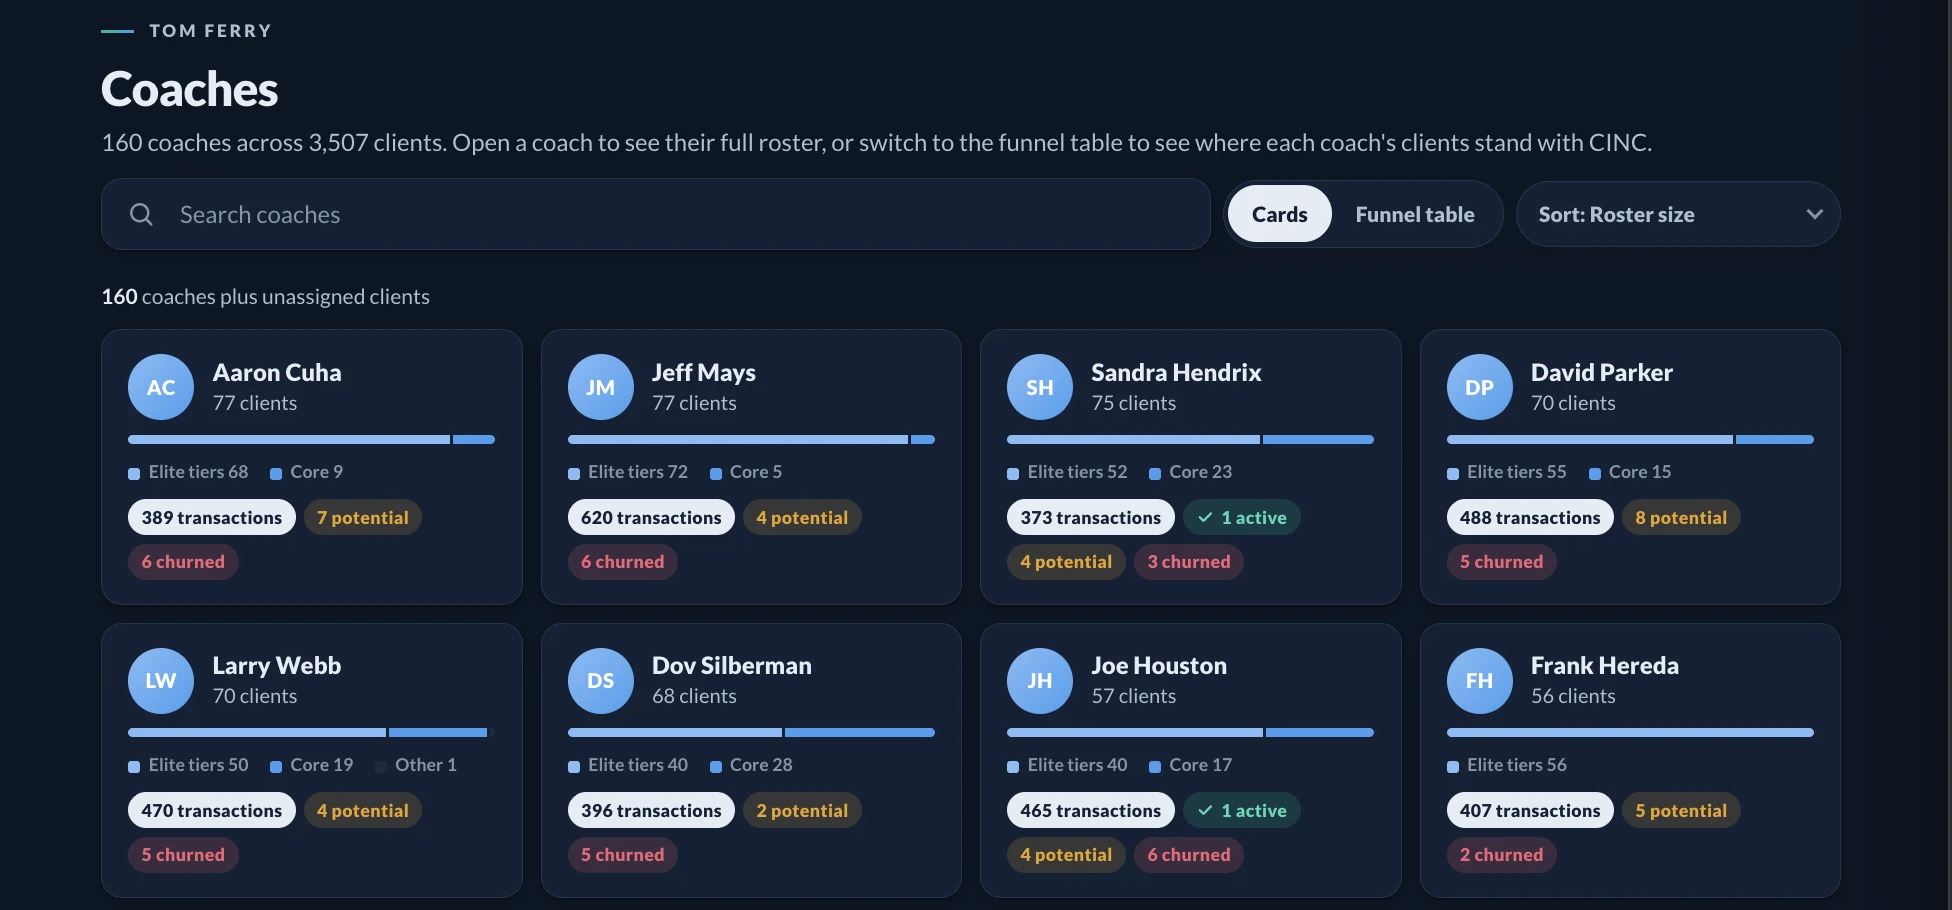 TOM FERRY
Coaches
160 coaches across 3,507 clients. Open a coach to see their full roster, or switch to the funnel table to see where each coach's clients stand with CINC.
Search coaches
Cards
Funnel table
Sort: Roster size
160 coaches plus unassigned clients
AC
Aaron Cuha
77 clients
Elite tiers 68
Core 9
389 transactions
7 potential
6 churned
JM
Jeff Mays
77 clients
Elite tiers 72
Core 5
620 transactions
4 potential
6 churned
SH
Sandra Hendrix
75 clients
Elite tiers 52
Core 23
373 transactions
1 active
4 potential
3 churned
DP
David Parker
70 clients
Elite tiers 55
Core 15
488 transactions
8 potential
5 churned
LW
Larry Webb
70 clients
Elite tiers 50
Core 19
Other 1
470 transactions
4 potential
5 churned
DS
Dov Silberman
68 clients
Elite tiers 40
Core 28
396 transactions
2 potential
5 churned
JH
Joe Houston
57 clients
Elite tiers 40
Core 17
465 transactions
1 active
4 potential
6 churned
FH
Frank Hereda
56 clients
Elite tiers 56
407 transactions
5 potential
2 churned